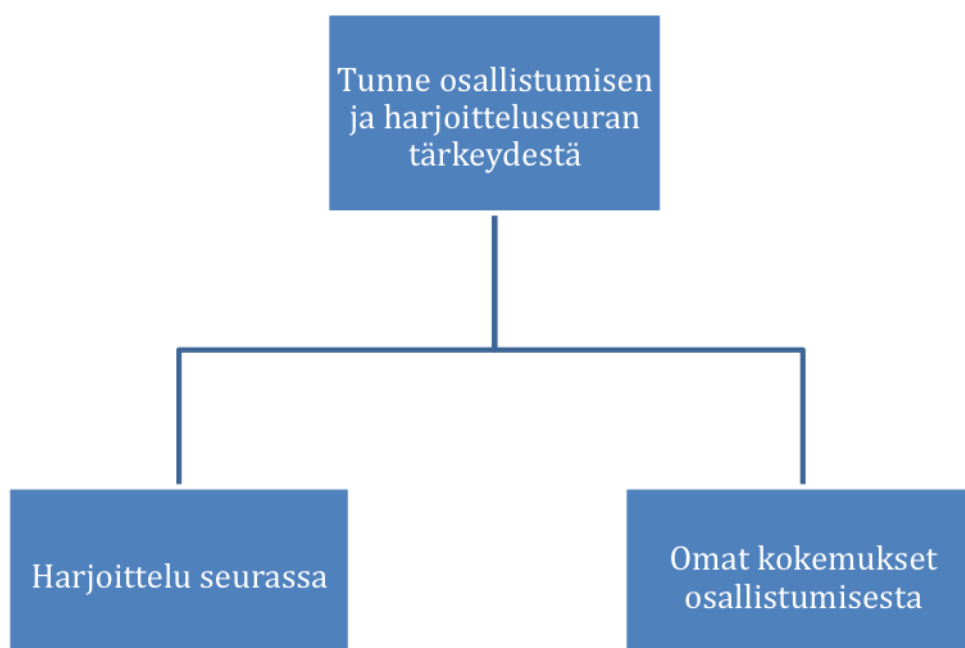 Tunne osallistumisen
ja harjoitteluseuran
tärkeydestä
Harjoittelu seurassa
Omat kokemukset
osallistumisesta